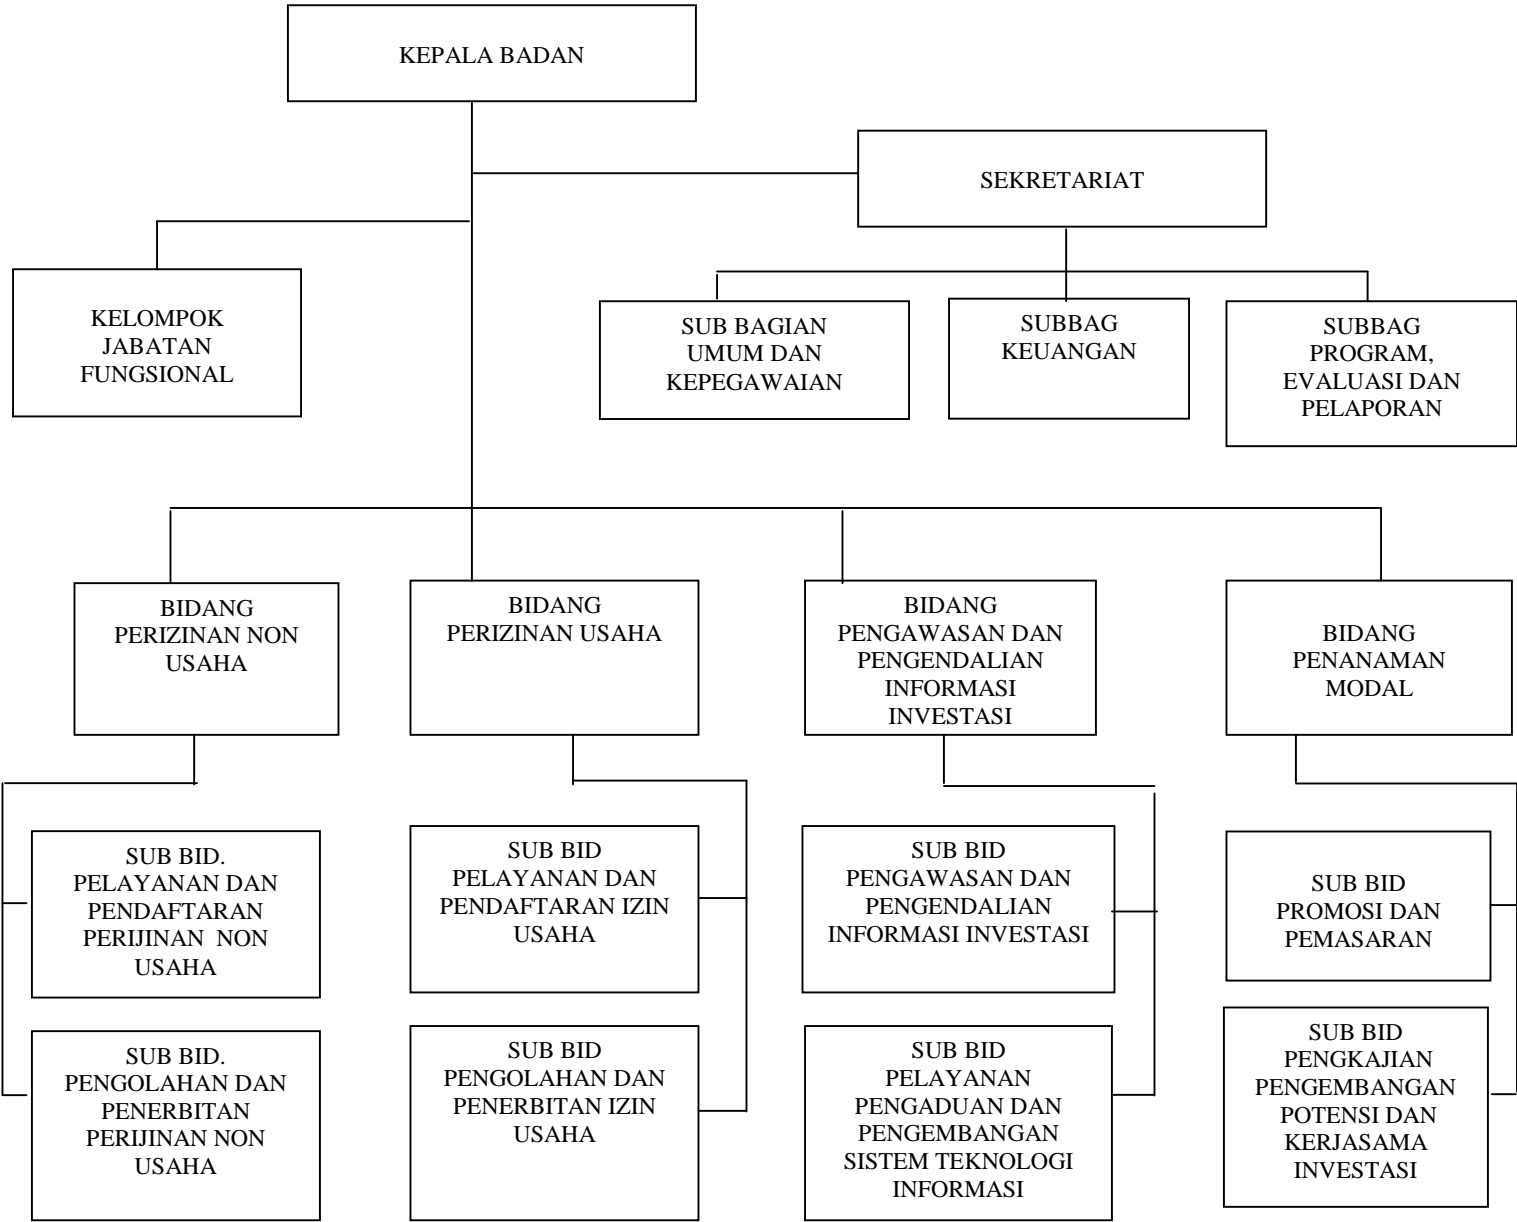 KEPALA BADAN
SEKRETARIAT
KELOMPOK
JABATAN
FUNGSIONAL
SUB BAGIAN
UMUM DAN
KEPEGAWAIAN
SUBBAG
KEUANGAN
SUBBAG
PROGRAM,
EVALUASI DAN
PELAPORAN
BIDANG
PERIZINAN NON
USAHA
BIDANG
PERIZINAN USAHA
BIDANG
PENGAWASAN DAN
PENGENDALIAN
INFORMASI
INVESTASI
BIDANG
PENANAMAN
MODAL
SUB BID.
PELAYANAN DAN
PENDAFTARAN
PERIJINAN  NON
USAHA
SUB BID
PELAYANAN DAN
PENDAFTARAN IZIN
USAHA
SUB BID
PENGAWASAN DAN
PENGENDALIAN
INFORMASI INVESTASI
SUB BID
PROMOSI DAN
PEMASARAN
SUB BID.
PENGOLAHAN DAN
PENERBITAN
PERIJINAN NON
USAHA
SUB BID
PENGOLAHAN DAN
PENERBITAN IZIN
USAHA
SUB BID
PELAYANAN
PENGADUAN DAN
PENGEMBANGAN
SISTEM TEKNOLOGI
INFORMASI
SUB BID
PENGKAJIAN
PENGEMBANGAN
POTENSI DAN
KERJASAMA
INVESTASI